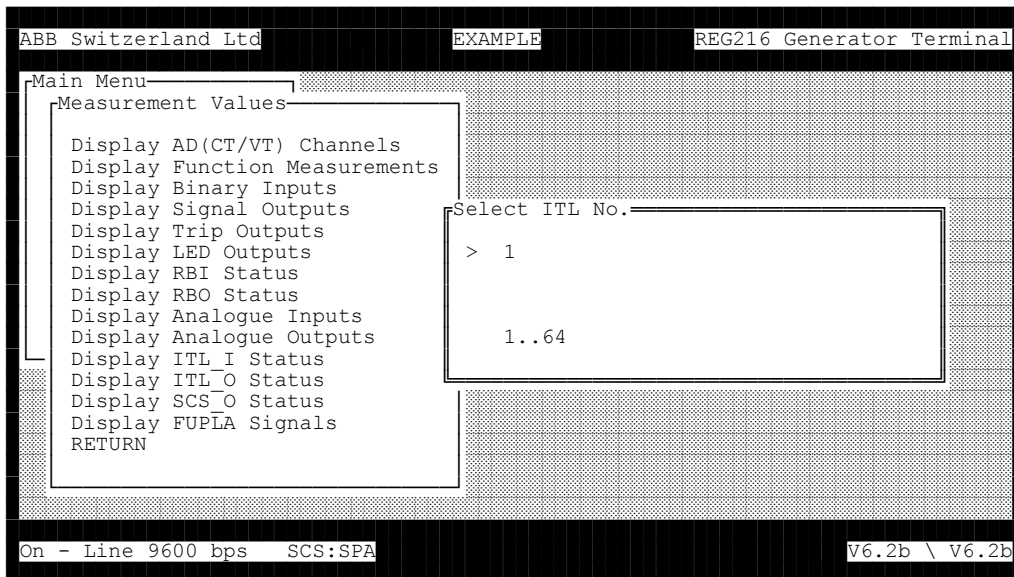 ABB Switzerland Ltd EXAMPLE REG216 Generator Terminal
Main Menu
Measurement Values
Display AD(CT/VT) Channels
Display Function Measurements
Display Binary Inputs
Display Signal Outputs
Display Trip Outputs
Display LED Outputs
Display RBI Status
Display RBO Status
Display Analogue Inputs
Display Analogue Outputs
Display ITL_I Status
Display ITL_O Status
Display SCS_O Status
Display FUPLA Signals
RETURN
Select ITL No.
> 1
1..64
On - Line 9600 bps SCS:SPA V6.2b \ V6.2b